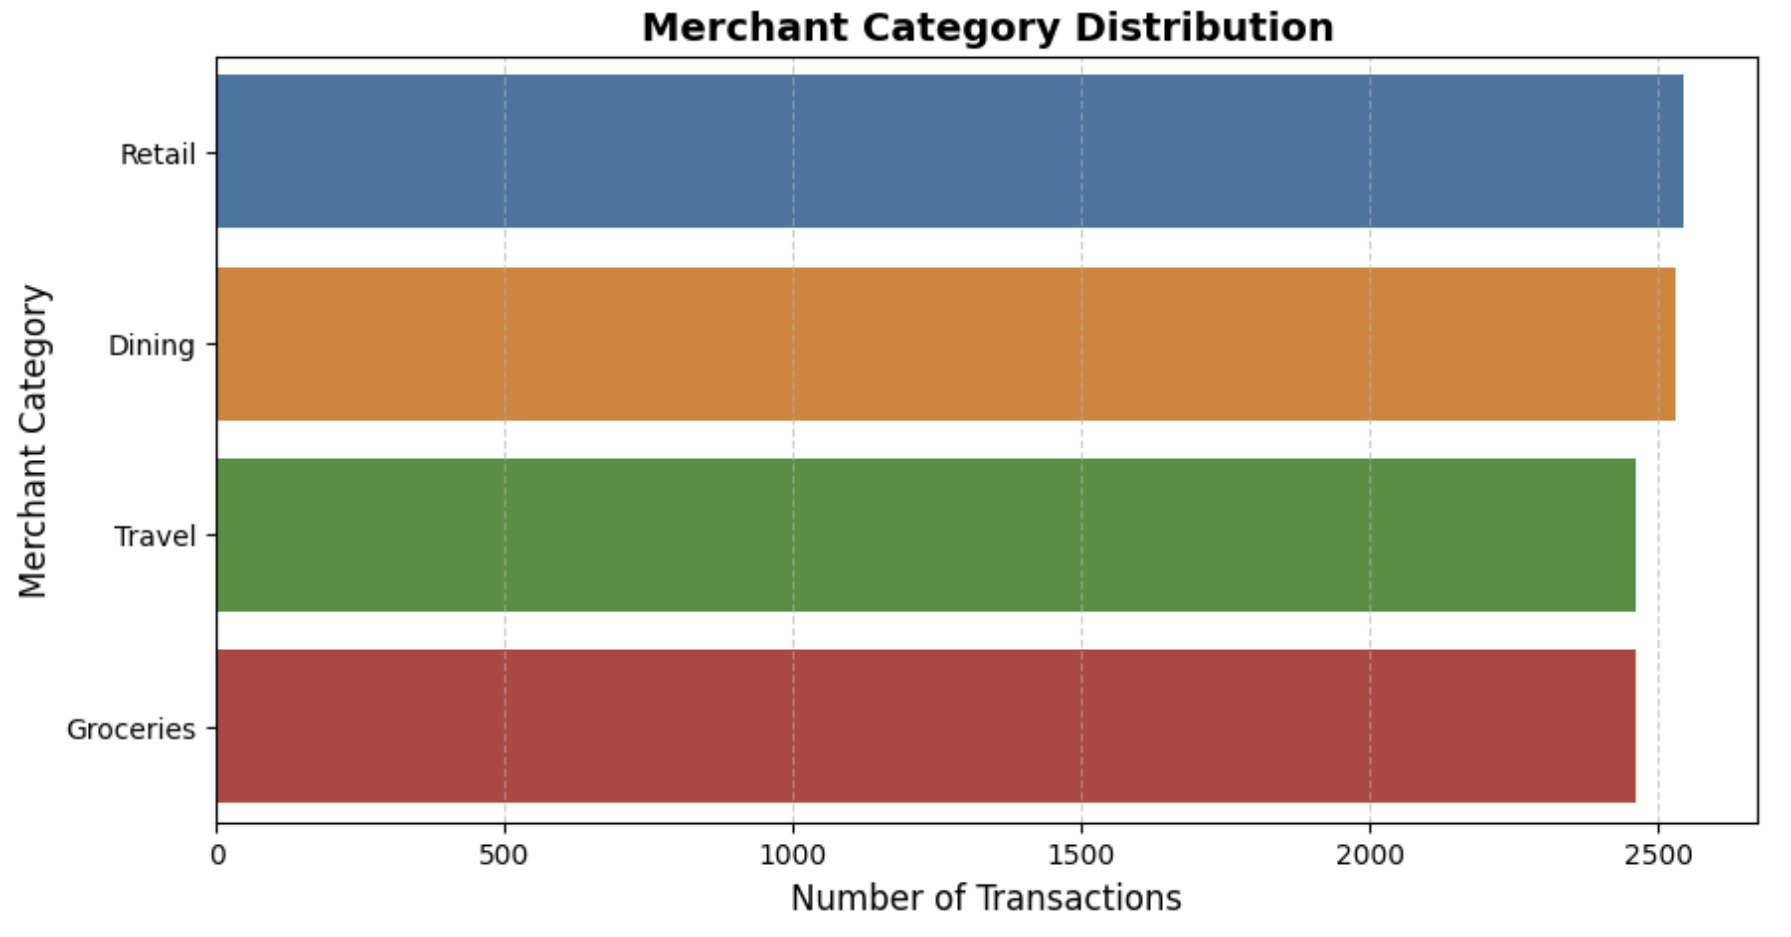 Merchant Category Distribution
Merchant Category
Retail
Dining
Travel
Groceries
0 500 1000 1500 2000 2500
Number of Transactions